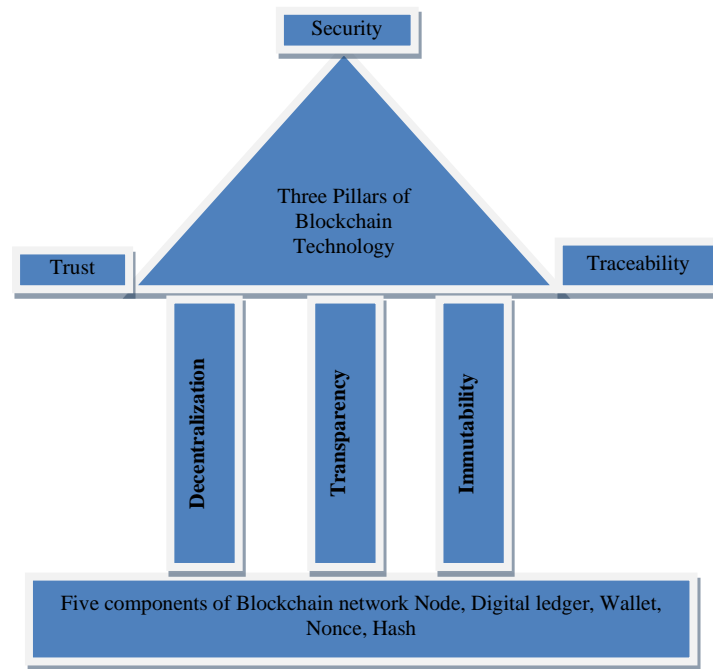 Security
Three Pillars of
Blockchain
Technology
Trust
Traceability
Decentralization
Transparency
Immutability
Five components of Blockchain network Node, Digital ledger, Wallet,
Nonce, Hash